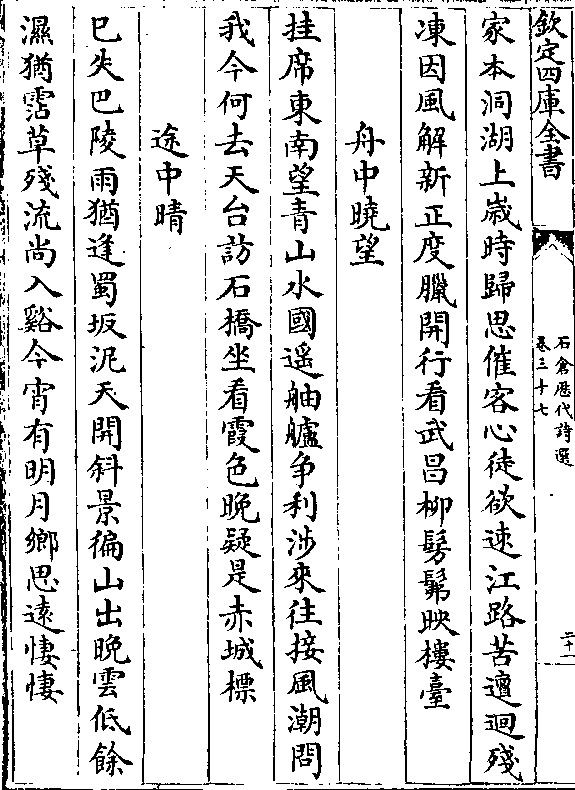 欽定四庫全書
石倉歷代詩選
卷三十七
二十一
家本洞湖上歲時歸思催客心徒欲速江路苦邅迴殘
凍因風解新正度臘開行看武昌柳髣髴映樓臺
舟中曉望
挂席東南望青山水國遥舳艫争利涉來往接風潮問
我今何去天台訪石橋坐看霞色晚疑是赤城標
途中晴
已失巴陵雨猶逢蜀坂泥天開斜景徧山出晚雲低餘
濕猶霑草殘流尚入谿今宵有明月鄉思遠悽悽